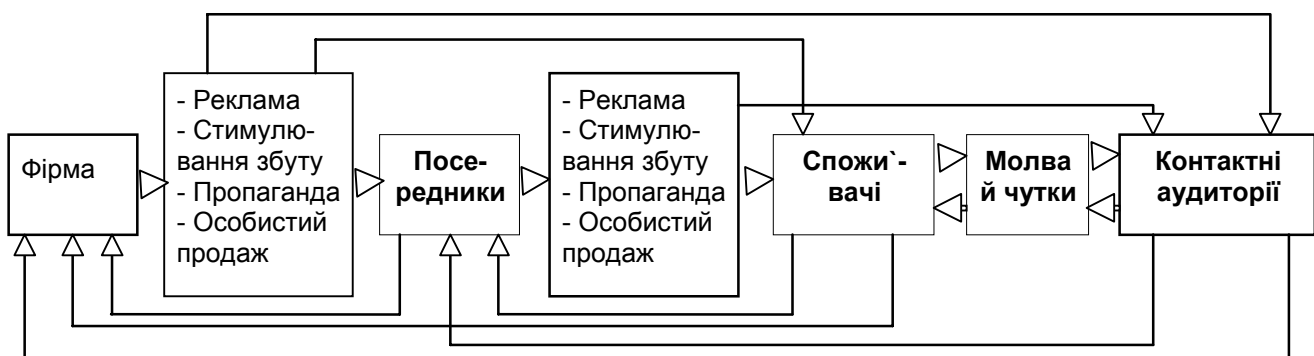 Фірма
- Реклама
- Стимулю-
вання збуту
- Пропаганда
- Особистий
продаж
Посе-
редники
- Реклама
- Стимулю-
вання збуту
- Пропаганда
- Особистий
продаж
Спожи`-
вачі
Молва
й чутки
Контактні
аудиторії